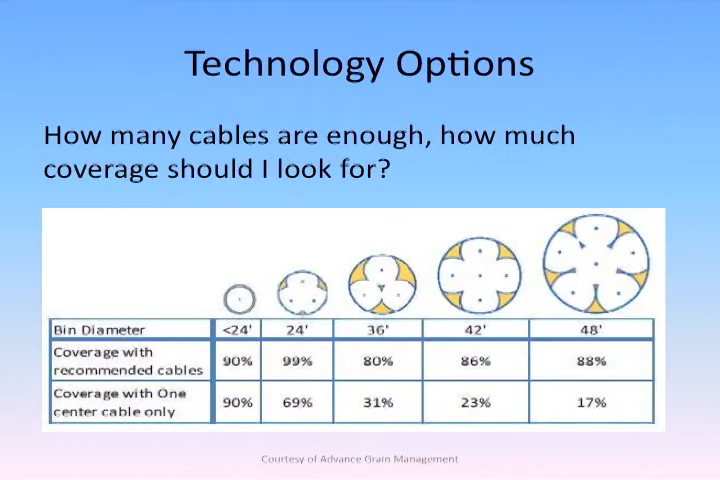 Technology Options
How many cables are enough, how much
coverage should I look for?
Bin Diameter <24' 24' 36' 42' 48'
Coverage with
recommended cables 90% 99% 80% 86% 88%
Coverage with One
center cable only 90% 69% 31% 23% 17%
Courtesy of Advance Grain Management